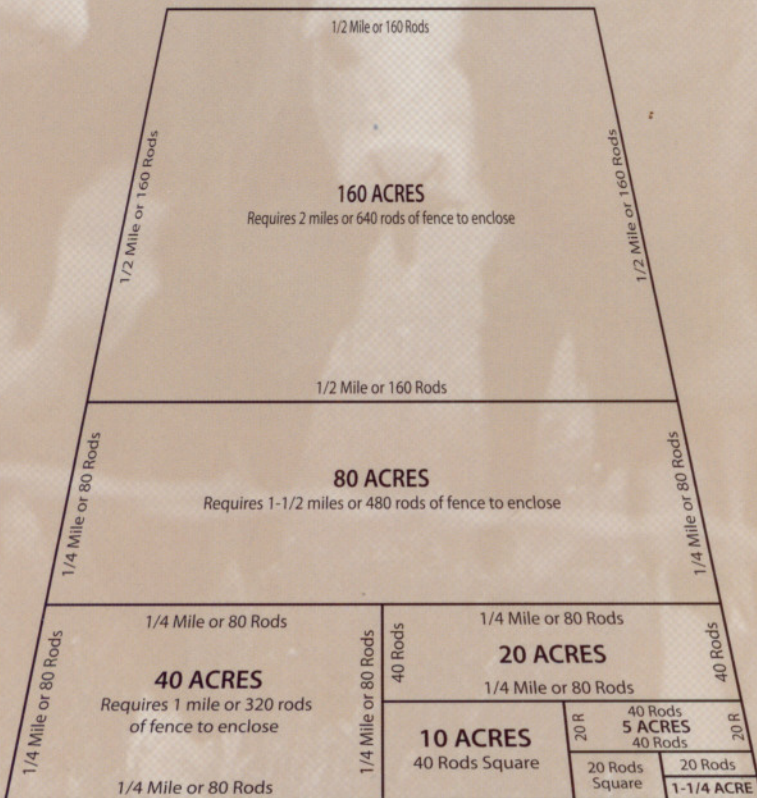 1/2 Mile or 160 Rods
1/2 Mile or 160 Rods
1/2 Mile or 160 Rods
160 ACRES
Requires 2 miles or 640 rods of fence to enclose
1/2 Mile or 160 Rods
1/4 Mile or 80 Rods
1/4 Mile or 80 Rods
80 ACRES
Requires 1-1/2 miles or 480 rods of fence to enclose
1/4 Mile or 80 Rods
1/4 Mile or 80 Rods
40 ACRES
Requires 1 mile or 320 rods
of fence to enclose
1/4 Mile or 80 Rods
1/4 Mile or 80 Rods
1/4 Mile or 80 Rods
40 Rods
20 ACRES
40 Rods
1/4 Mile or 80 Rods
10 ACRES
40 Rods Square
20 R
40 Rods
5 ACRES
40 Rods
20 R
20 Rods
Square
20 Rods
1-1/4 ACRE